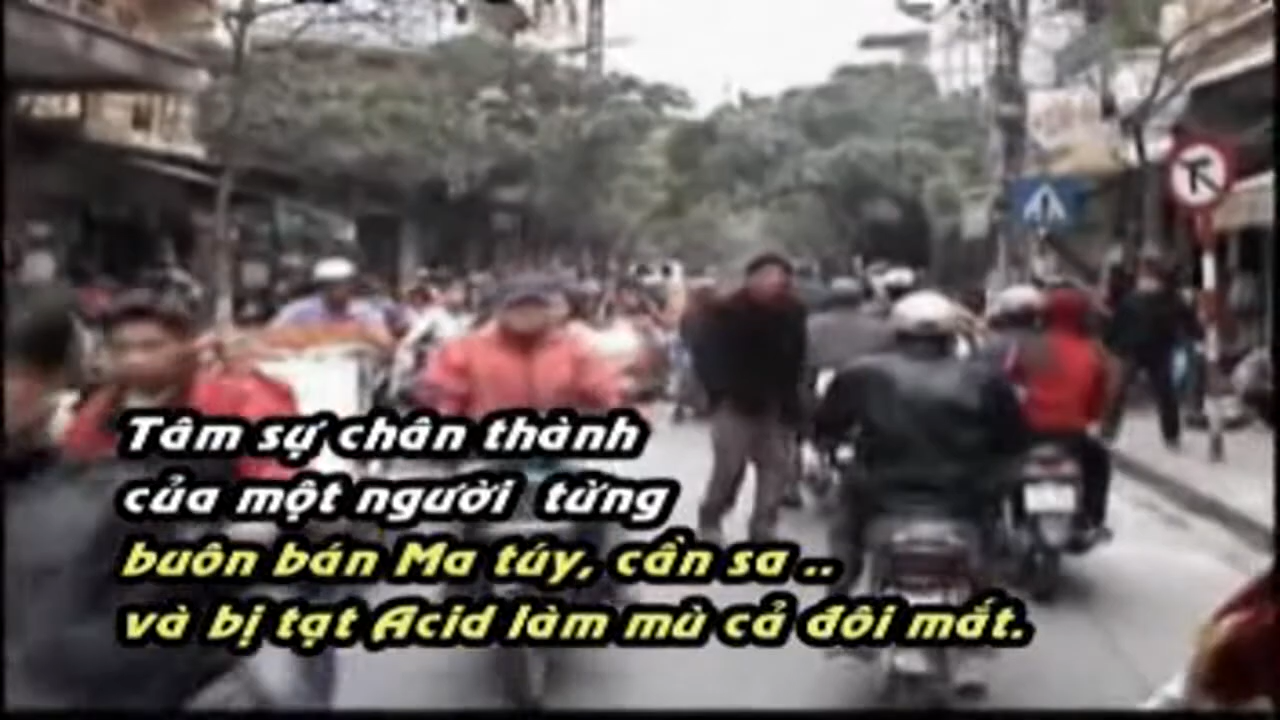 Tâm sự chân thành
của một người từng
buôn bán Ma túy, cần sa ..
và bị tạt Acid làm mù cả đôi mắt.